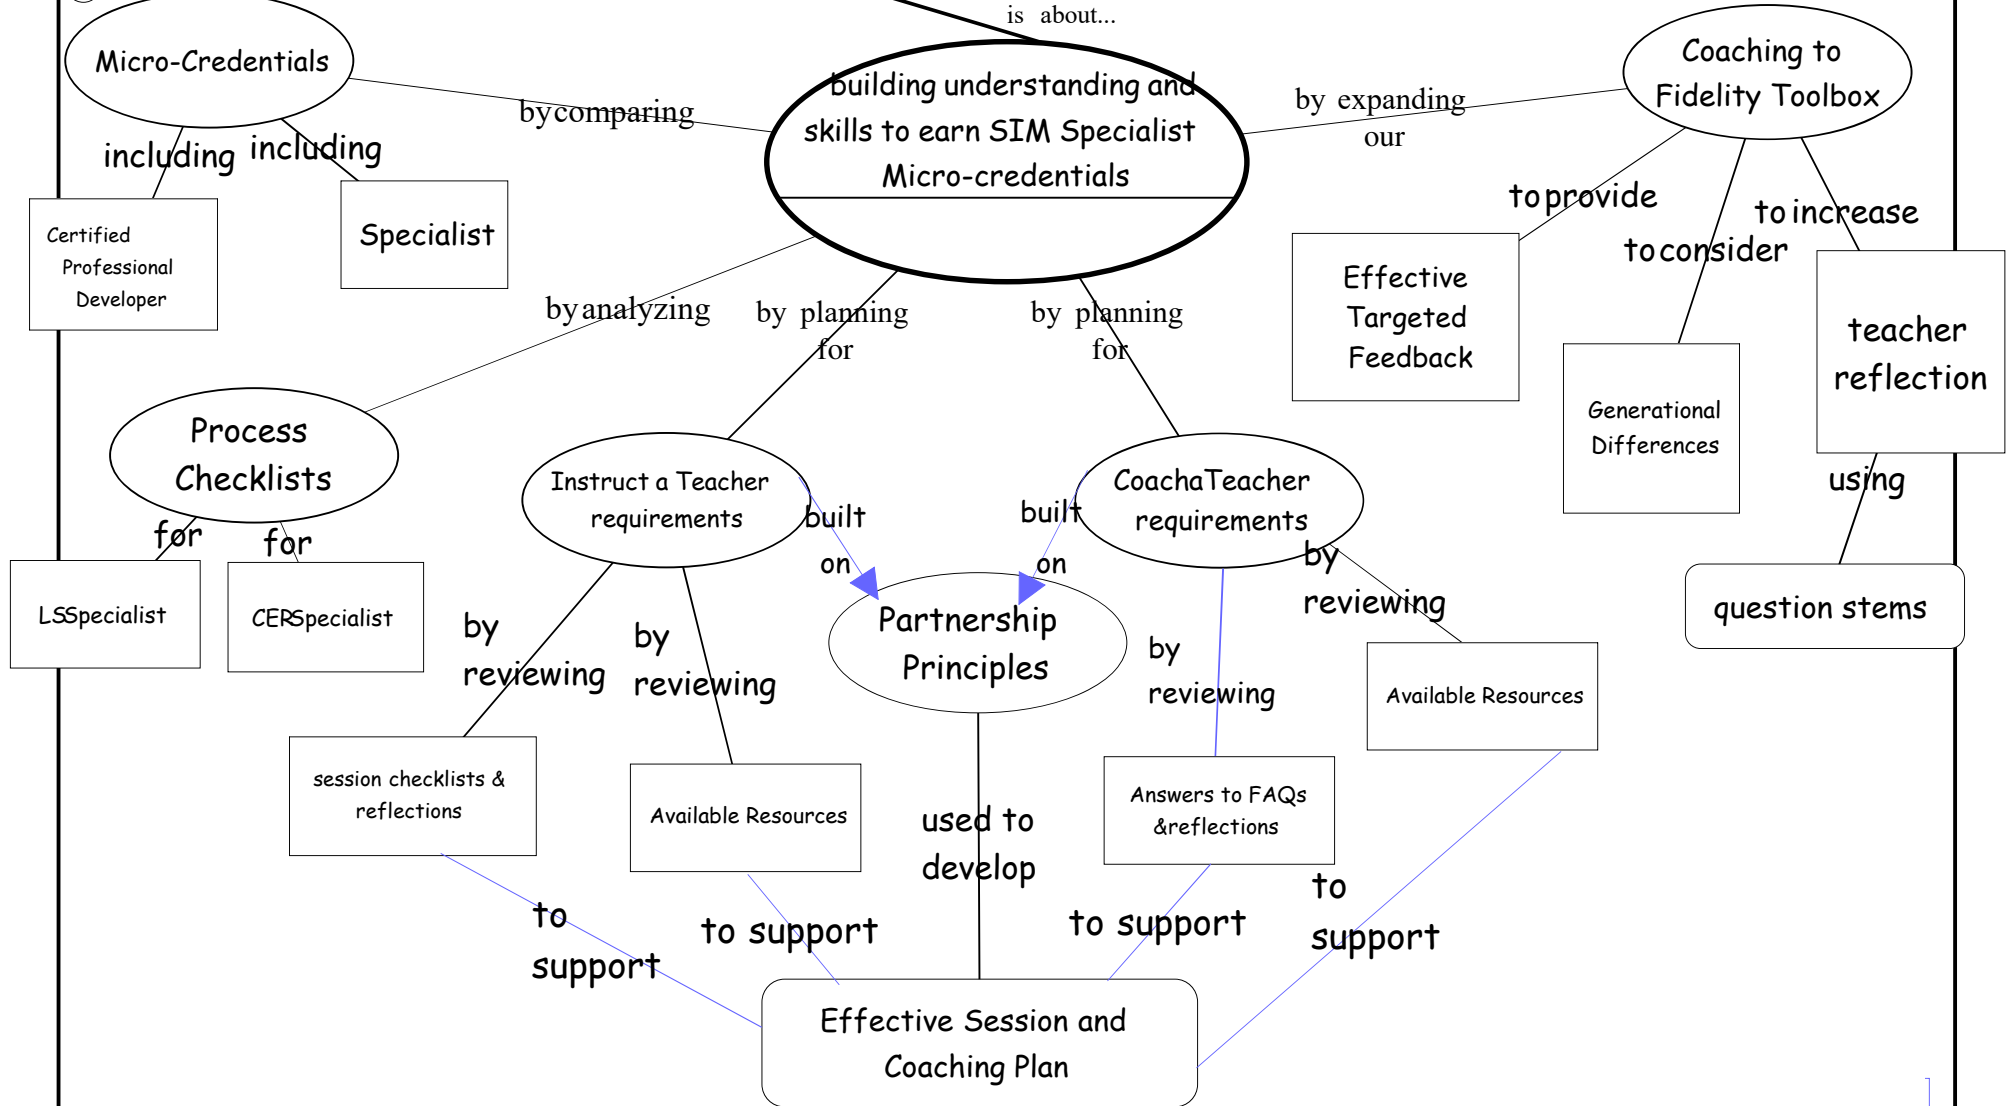 is about...
Micro-Credentials
building understanding and
skills to earn SIM Specialist
Micro-credentials
Coaching to
Fidelity Toolbox
by comparing
by expanding
our
including
including
Certified
Professional
Developer
Specialist
to provide
to consider
to increase
Effective
Targeted
Feedback
Generational
Differences
teacher
reflection
using
question stems
by analyzing
by planning
for
by planning
for
Process
Checklists
for
for
LSSpecialist
CERSpecialist
Instruct a Teacher
requirements
Coach a Teacher
requirements
built
on
built
on
Partnership
Principles
by
reviewing
by
reviewing
by
reviewing
by
reviewing
session checklists &
reflections
Available Resources
Answers to FAQs
&reflections
Available Resources
used to
develop
to
support
to support
to support
to
support
Effective Session and
Coaching Plan